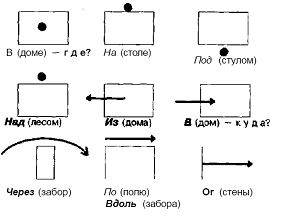 В (доме) — где?
На (столе)
Под (стулом)
Над (лесом)
Из (дома)
В (дом) — куда?
Через (забор)
По (полю)
Вдоль (забора)
Ог (стены)